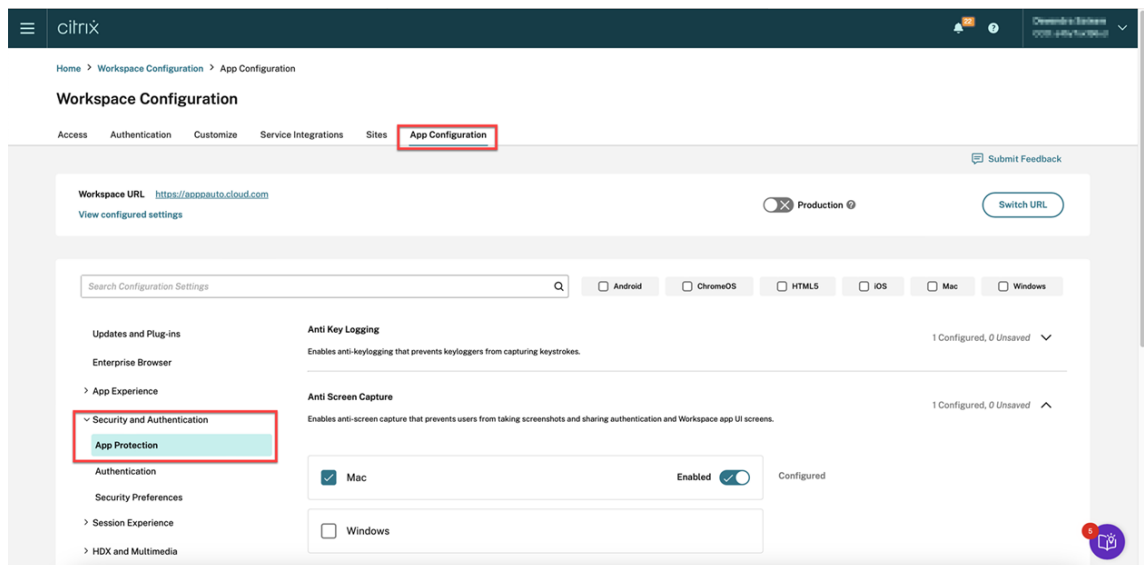 citrix
22
Home > Workspace Configuration > App Configuration
Workspace Configuration
Access Authentication Customize Service Integrations Sites App Configuration
Submit Feedback
Workspace URL https://apppauto.cloud.com
Production
Switch URL
View configured settings
Search Configuration Settings
Android ChromeOS HTML5 iOS Mac Windows
Updates and Plug-ins
Enterprise Browser
App Experience
Security and Authentication
App Protection
Authentication
Security Preferences
Session Experience
HDX and Multimedia
Anti Key Logging
1 Configured, 0 Unsaved
Enables anti-keylogging that prevents keyloggers from capturing keystrokes.
Anti Screen Capture
1 Configured, 0 Unsaved
Enables anti-screen capture that prevents users from taking screenshots and sharing authentication and Workspace app UI screens.
Mac Enabled Configured
Windows
5